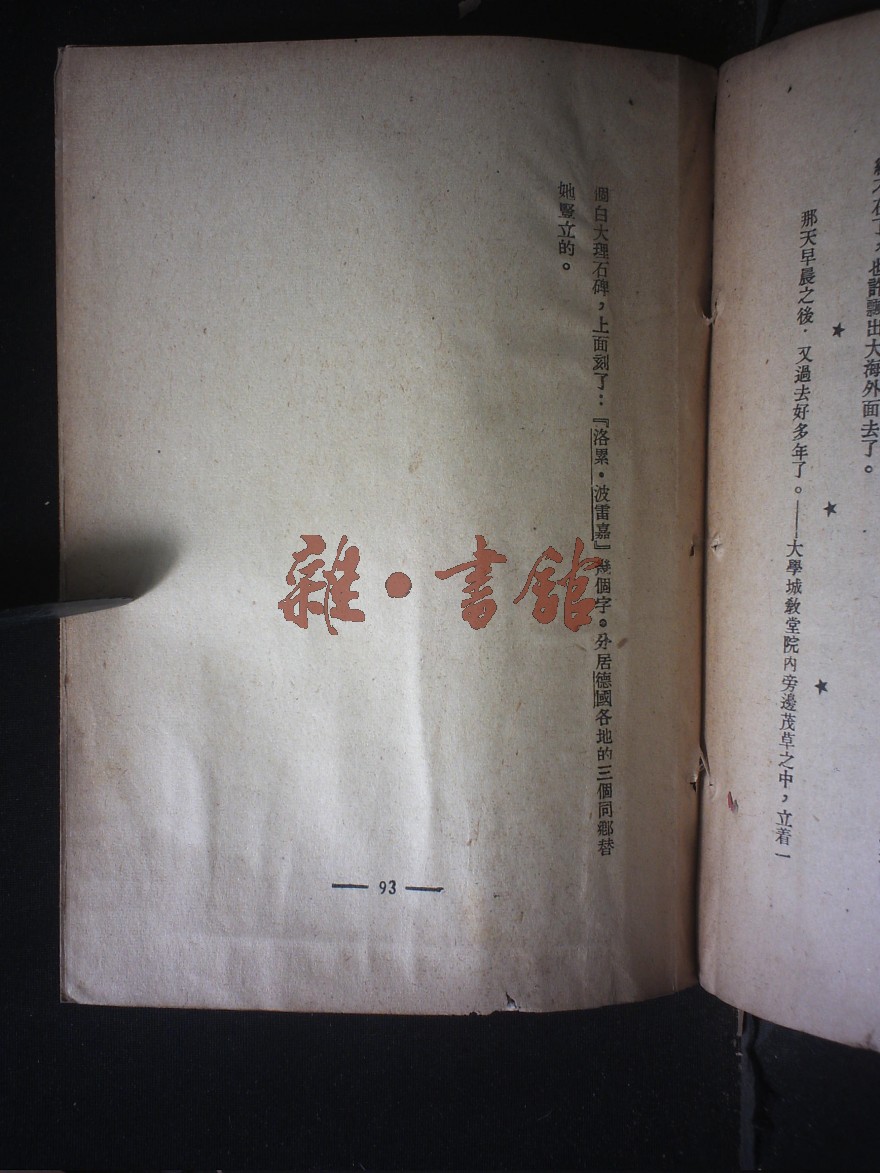 也許讓出大海外面去了。
★ ★ ★
那天早晨之後．又過去好多年了。——大學城敎堂院內旁邊茂草之中，立着一
個白大理石碑，上面刻了：『洛累・波雷嘉』幾個字。分居德國各地的三個同鄉替
她豎立的。
— 93 —
雜・書館